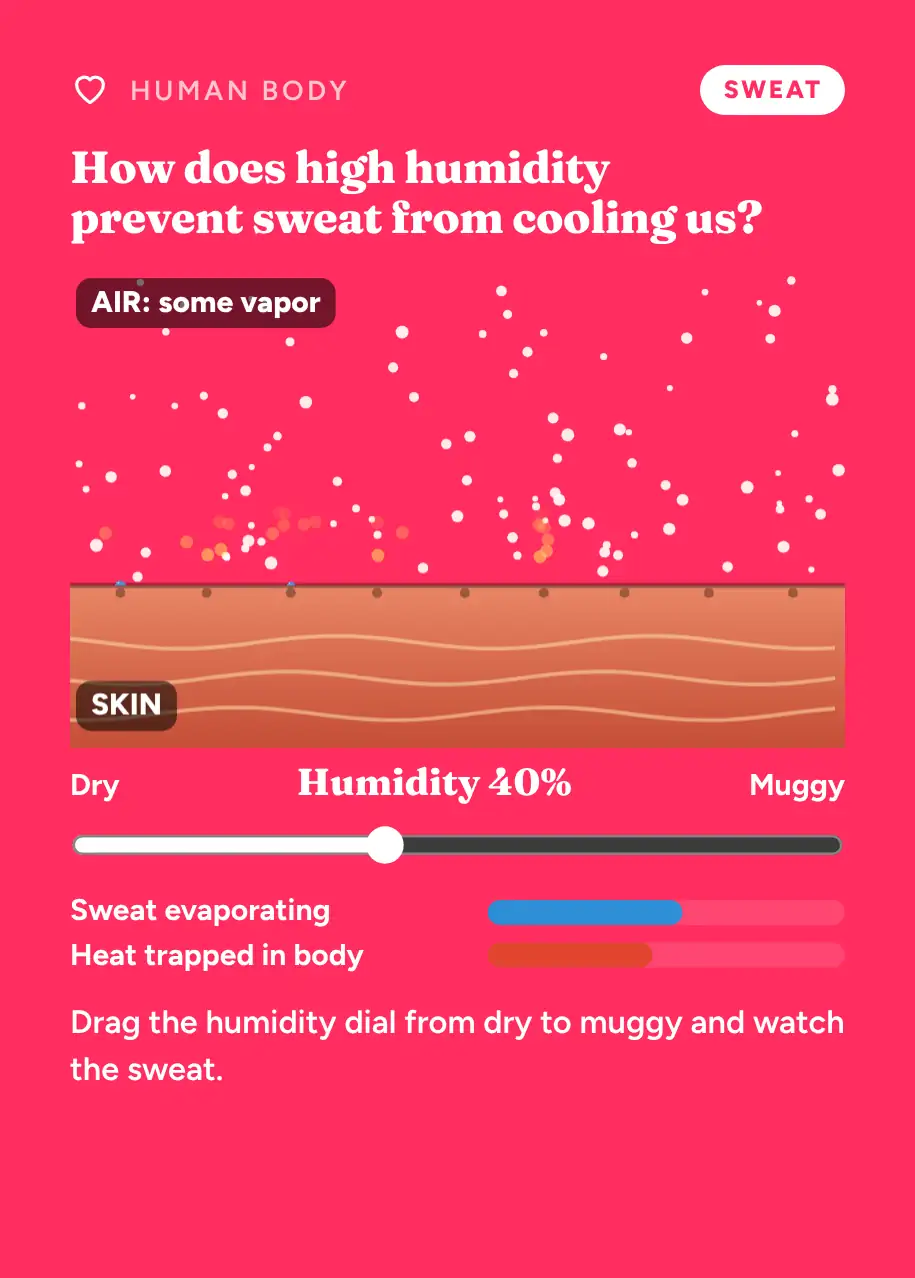 HUMAN BODY
SWEAT
How does high humidity
prevent sweat from cooling us?
AIR: some vapor
SKIN
Dry
Humidity 40%
Muggy
Sweat evaporating
Heat trapped in body
Drag the humidity dial from dry to muggy and watch
the sweat.